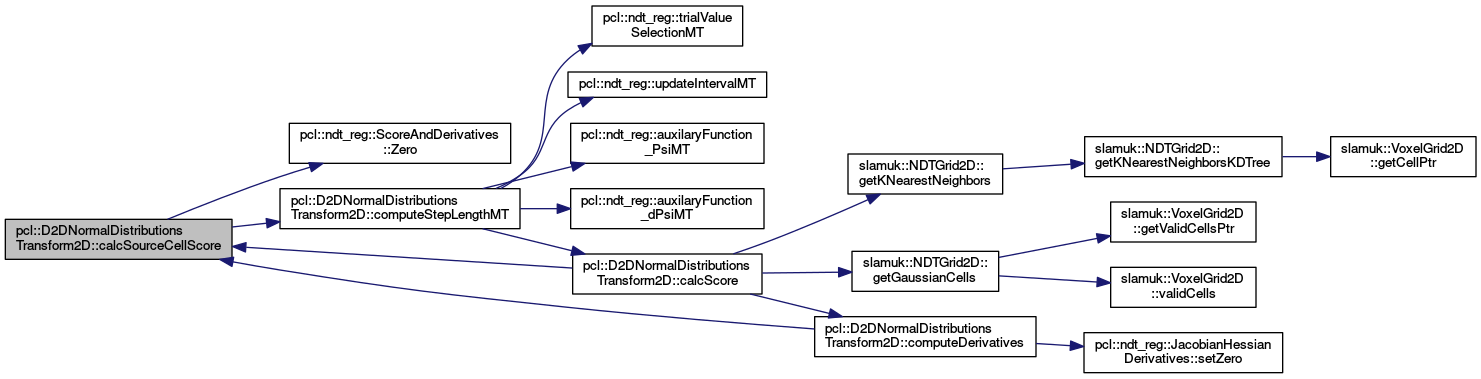 pcl::D2DNormalDistributions
Transform2D::calcSourceCellScore
pcl::ndt_reg::ScoreAndDerivatives
::Zero
pcl::D2DNormalDistributions
Transform2D::computeStepLengthMT
pcl::ndt_reg::trialValue
SelectionMT
pcl::ndt_reg::updateIntervalMT
pcl::ndt_reg::auxilaryFunction
_PsiMT
pcl::ndt_reg::auxilaryFunction
_dPsiMT
pcl::D2DNormalDistributions
Transform2D::calcScore
slamuk::NDTGrid2D::
getKNearestNeighbors
slamuk::NDTGrid2D::
getGaussianCells
pcl::D2DNormalDistributions
Transform2D::computeDerivatives
slamuk::NDTGrid2D::
getKNearestNeighborsKDTree
slamuk::VoxelGrid2D
::getValidCellsPtr
slamuk::VoxelGrid2D
::validCells
pcl::ndt_reg::JacobianHessian
Derivatives::setZero
slamuk::VoxelGrid2D
::getCellPtr